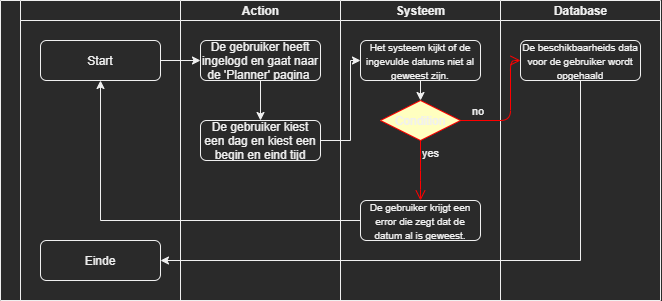 Action
Systeem
Database
Start
De gebruiker heeft
ingelogd en gaat naar
de 'Planner' pagina
Het systeem kijkt of de
ingevulde datums niet al
geweest zijn.
De beschikbaarheids data
voor de gebruiker wordt
opgehaald
De gebruiker kiest
een dag en kiest een
begin en eind tijd
Condition
no
yes
De gebruiker krijgt een
error die zegt dat de
datum al is geweest.
Einde